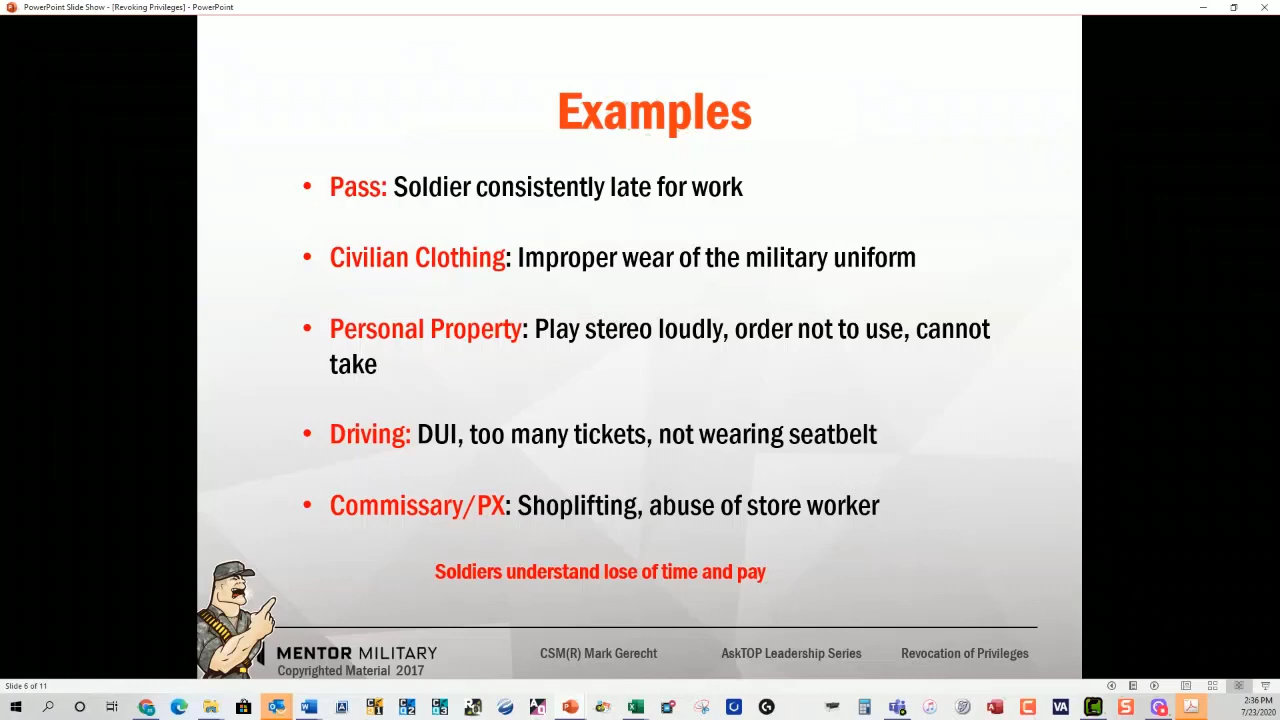 PowerPoint Slide Show - [Revoking Privileges] - PowerPoint
Examples
• Pass: Soldier consistently late for work
• Civilian Clothing: Improper wear of the military uniform
• Personal Property: Play stereo loudly, order not to use, cannot
take
• Driving: DUI, too many tickets, not wearing seatbelt
• Commissary/PX: Shoplifting, abuse of store worker
Soldiers understand lose of time and pay
MENTOR MILITARY CSM(R) Mark Gerecht AskTOP Leadership Series Revocation of Privileges
Copyrighted Material 2017
Slide 6 of 11
2:36 PM
7/23/2020